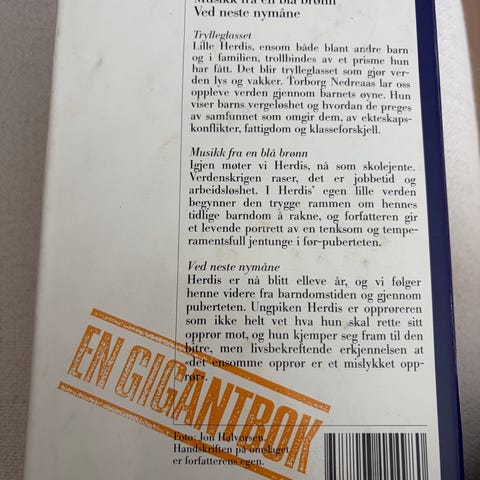 Musikk fra en blå brønn
Ved neste nymåne
Trylleglasset
Lille Herdis, ensom både blant andre barn
og i familien, trollbindes av et prisme hun
har fått. Det blir trylleglasset som gjør ver-
den lys og vakker. Torborg Nedreaas lar oss
oppleve verden gjennom barnets øyne. Hun
viser barns vergeløshet og hvordan de preges
av samfunnet som omgir dem, av ekteskaps-
konflikter, fattigdom og klasseforskjell.
Musikk fra en blå brønn
Igjen møter vi Herdis, nå som skolejente.
Verdenskrigen raser, det er jobbetid og
arbeidsløshet. I Herdis' egen lille verden
begynner den trygge rammen om hennes
tidlige barndom å rakne, og forfatteren gir
et levende portrett av en tenksom og tempe-
ramentsfull jentunge i før-puberteten.
Ved neste nymåne
Herdis er nå blitt elleve år, og vi følger
henne videre fra barndomstiden og gjennom
puberteten. Ungpiken Herdis er opprøreren
som ikke helt vet hva hun skal rette sitt
opprør mot, og hun kjemper seg fram til den
bitre, men livsbekreftende erkjennelsen at
«det ensomme opprør er et mislykket opp-
rør».
EN GIGANTBOK
Foto: Jon Halvorsen.
Handskriften på omslaget
er forfatterens egen.